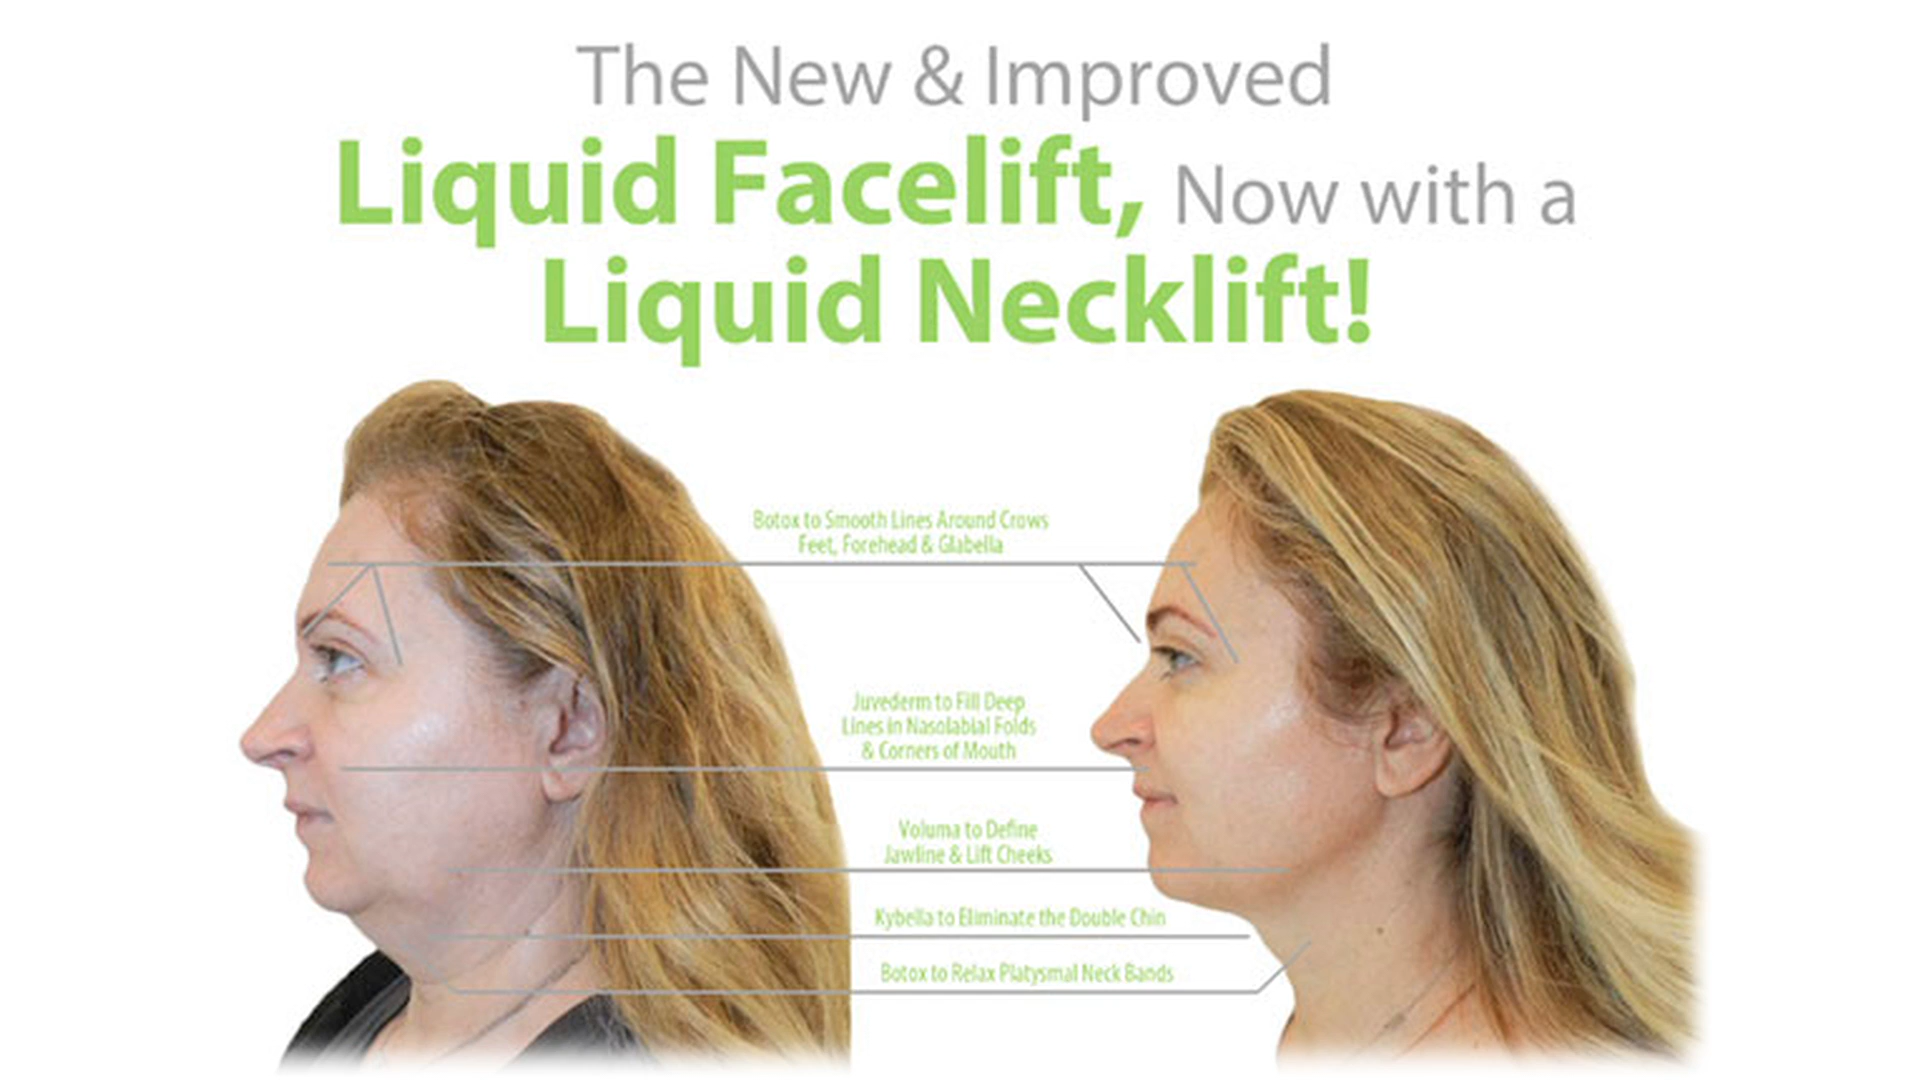 The New & Improved
Liquid Facelift, Now with a
Liquid Necklift!
Botox to Smooth Lines Around Crows
Feet, Forehead & Glabella
Juvederm to Fill Deep
Lines in Nasolabial Folds
& Corners of Mouth
Voluma to Define
Jawline & Lift Cheeks
Kybella to Eliminate the Double Chin
Botox to Relax Platysmal Neck Bands